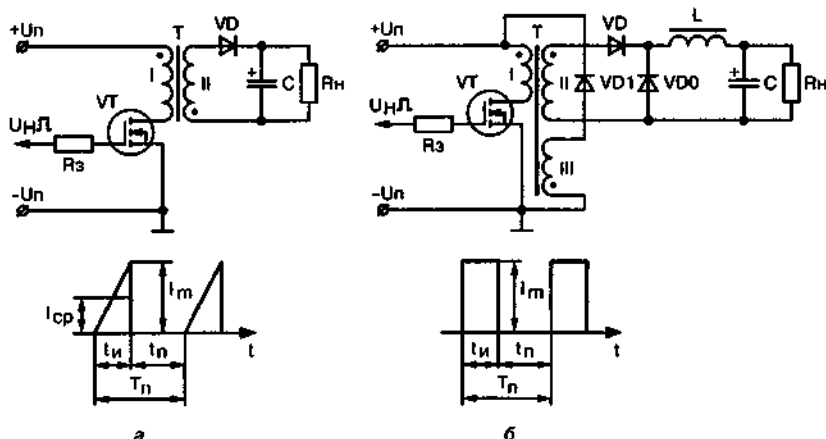 +Uп
T
VD
I
II
+
C
Rн
VT
UнЛ
Rз
-Uп
Iср
Im
tи
tп
Tп
t
а
+Uп
T
VD
L
I
II
VD1
VD0
+
C
Rн
VT
UнЛ
Rз
III
-Uп
Im
tи
tп
Tп
t
б